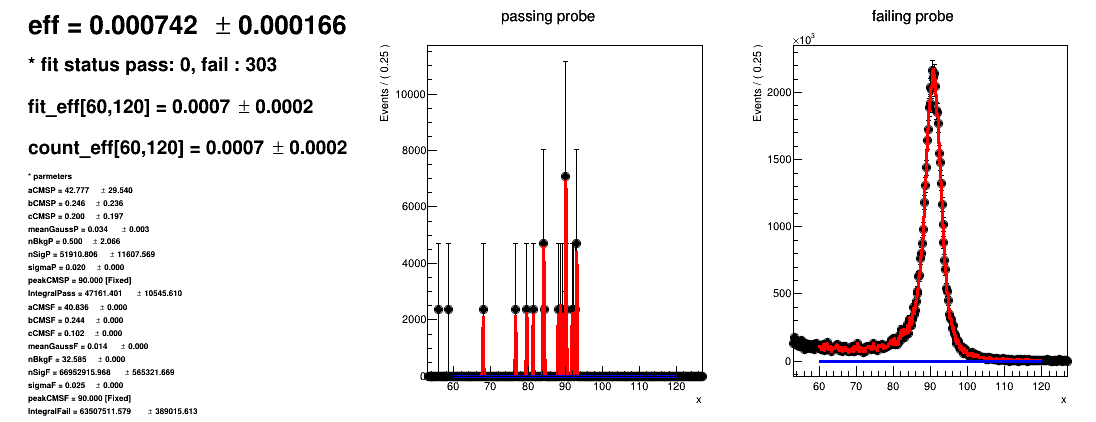 eff = 0.000742 ± 0.000166
* fit status pass: 0, fail : 303
fit_eff[60,120] = 0.0007 ± 0.0002
count_eff[60,120] = 0.0007 ± 0.0002
* parmeters
aCMSP = 42.777 ± 29.540
bCMSP = 0.246 ± 0.236
cCMSP = 0.200 ± 0.197
meanGaussP = 0.034 ± 0.003
nBkgP = 0.500 ± 2.066
nSigP = 51910.806 ± 11607.569
sigmaP = 0.020 ± 0.000
peakCMSP = 90.000 [Fixed]
IntegralPass = 47161.401 ± 10545.610
aCMSF = 40.836 ± 0.000
bCMSF = 0.244 ± 0.000
cCMSF = 0.102 ± 0.000
meanGaussF = 0.014 ± 0.000
nBkgF = 32.585 ± 0.000
nSigF = 66952915.968 ± 565321.669
sigmaF = 0.025 ± 0.000
peakCMSF = 90.000 [Fixed]
IntegralFail = 63507511.579 ± 389015.613
passing probe
Events / ( 0.25 )
10000
8000
6000
4000
2000
0
60 70 80 90 100 110 120
x
failing probe
×10³
Events / ( 0.25 )
2000
1500
1000
500
0
60 70 80 90 100 110 120
x